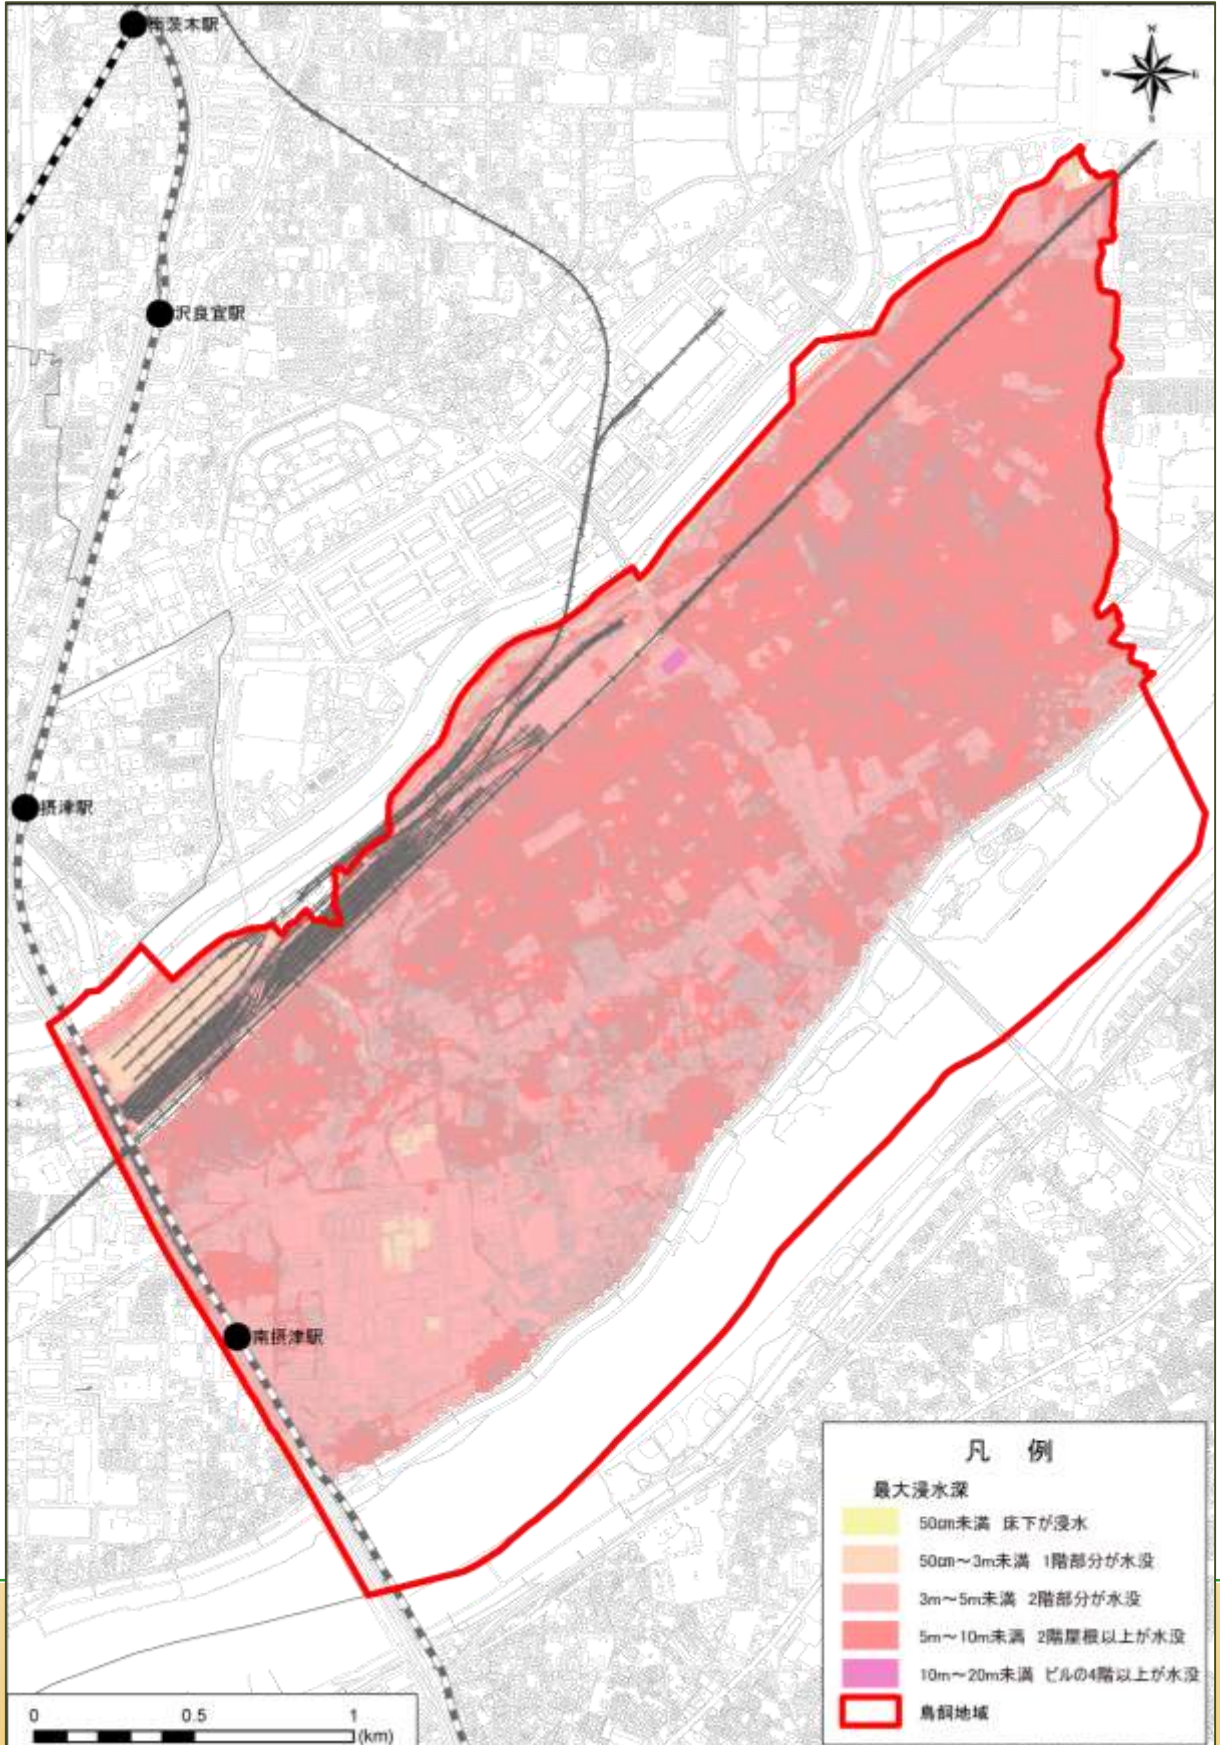 南茨木駅
N
W
E
S
沢良宜駅
摂津駅
南摂津駅
凡 例
最大浸水深
50cm未満 床下が浸水
50cm～3m未満 1階部分が水没
3m～5m未満 2階部分が水没
5m～10m未満 2階屋根以上が水没
10m～20m未満 ビルの4階以上が水没
鳥飼地域
0 0.5 1
(km)